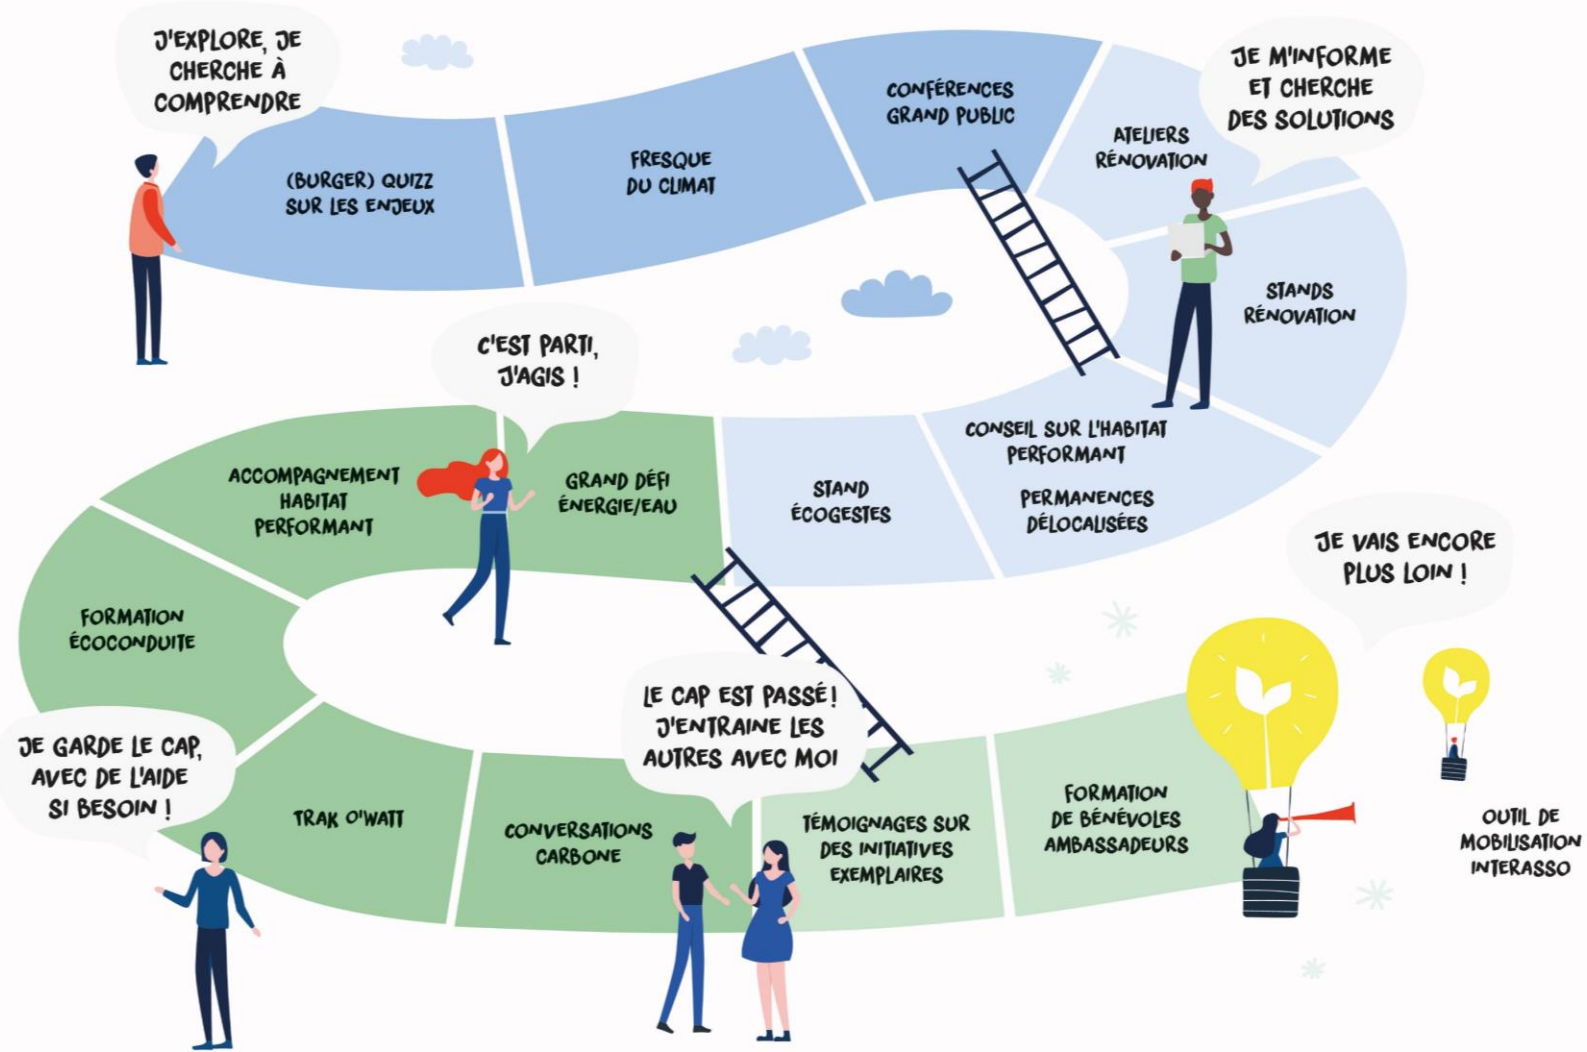 J'EXPLORE, JE
CHERCHE À
COMPRENDRE
(BURGER) QUIZZ
SUR LES ENJEUX
FRESQUE
DU CLIMAT
CONFÉRENCES
GRAND PUBLIC
JE M'INFORME
ET CHERCHE
DES SOLUTIONS
ATELIERS
RÉNOVATION
STANDS
RÉNOVATION
CONSEIL SUR L'HABITAT
PERFORMANT
PERMANENCES
DÉLOCALISÉES
STAND
ÉCOGESTES
C'EST PARTI,
J'AGIS !
GRAND DÉFI
ÉNERGIE/EAU
ACCOMPAGNEMENT
HABITAT
PERFORMANT
FORMATION
ÉCOCONDUITE
JE GARDE LE CAP,
AVEC DE L'AIDE
SI BESOIN !
TRAK O'WATT
CONVERSATIONS
CARBONE
LE CAP EST PASSÉ !
J'ENTRAINE LES
AUTRES AVEC MOI
TÉMOIGNAGES SUR
DES INITIATIVES
EXEMPLAIRES
FORMATION
DE BÉNÉVOLES
AMBASSADEURS
JE VAIS ENCORE
PLUS LOIN !
OUTIL DE
MOBILISATION
INTERASSO